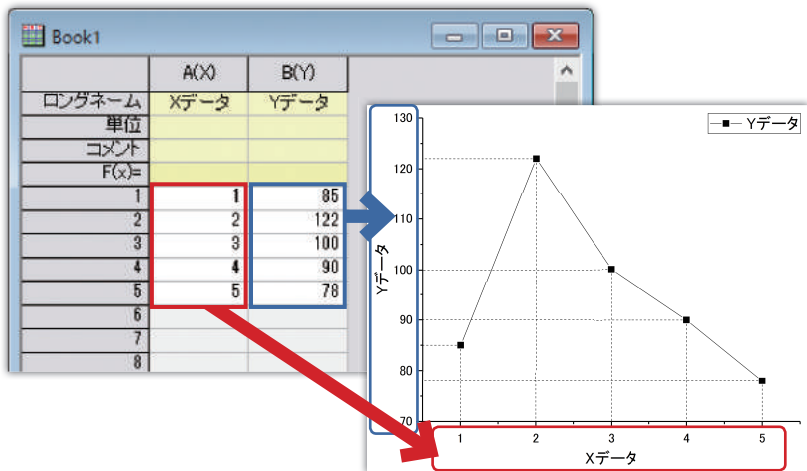 Book1
A(X) B(Y)
ロングネーム Xデータ Yデータ
単位
コメント
F(x)=
1 1 85
2 2 122
3 3 100
4 4 90
5 5 78
6
7
8
130
120
110
100
90
80
70
Yデータ
Yデータ
1 2 3 4 5
Xデータ